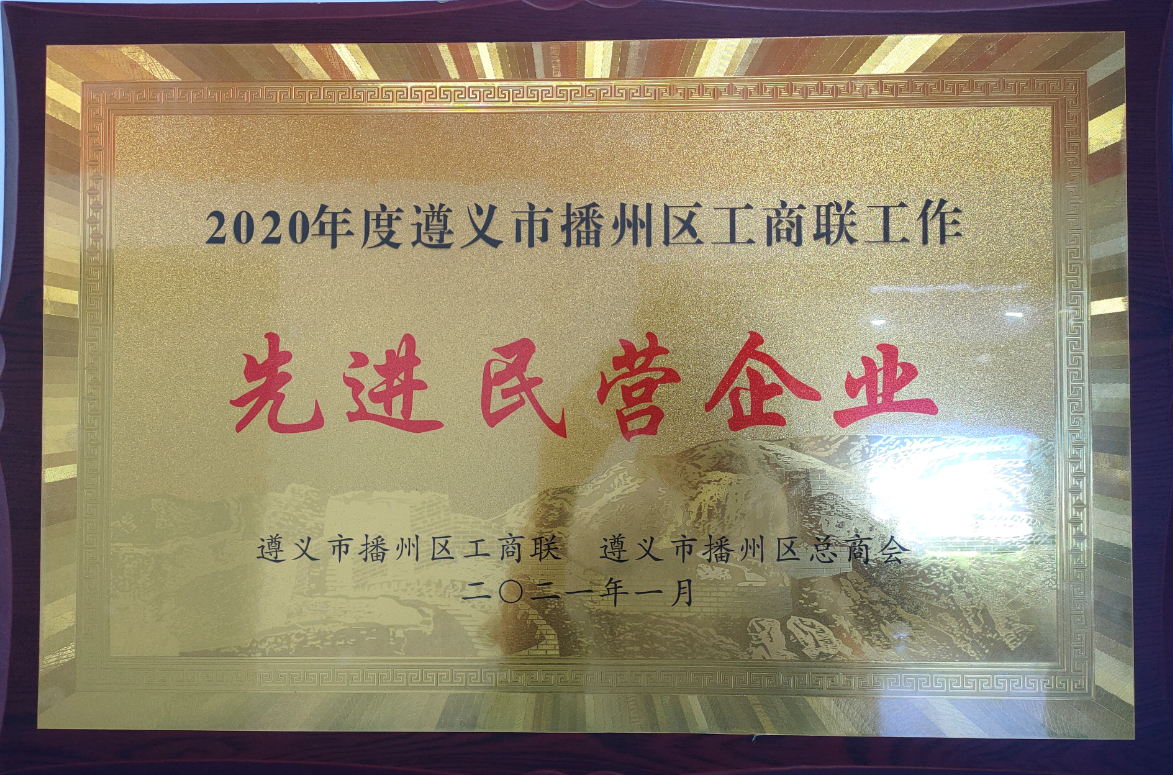 2020年度遵义市播州区工商联工作
先进民营企业
遵义市播州区工商联 遵义市播州区总商会
二〇二一年一月